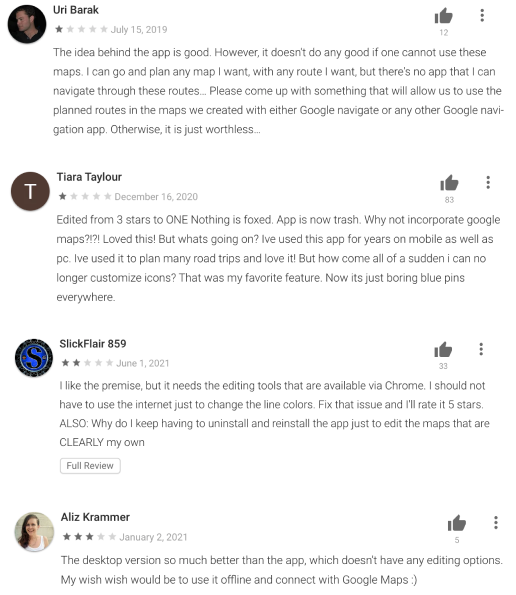 Uri Barak
July 15, 2019
12
The idea behind the app is good. However, it doesn't do any good if one cannot use these
maps. I can go and plan any map I want, with any route I want, but there's no app that I can
navigate through these routes... Please come up with something that will allow us to use the
planned routes in the maps we created with either Google navigate or any other Google navi-
gation app. Otherwise, it is just worthless...
T
Tiara Taylour
December 16, 2020
83
Edited from 3 stars to ONE Nothing is foxed. App is now trash. Why not incorporate google
maps?!?! Loved this! But whats going on? Ive used this app for years on mobile as well as
pc. Ive used it to plan many road trips and love it! But how come all of a sudden i can no
longer customize icons? That was my favorite feature. Now its just boring blue pins
everywhere.
S
SlickFlair 859
June 1, 2021
33
I like the premise, but it needs the editing tools that are available via Chrome. I should not
have to use the internet just to change the line colors. Fix that issue and I'll rate it 5 stars.
ALSO: Why do I keep having to uninstall and reinstall the app just to edit the maps that are
CLEARLY my own
Full Review
Aliz Krammer
January 2, 2021
5
The desktop version so much better than the app, which doesn't have any editing options.
My wish wish would be to use it offline and connect with Google Maps :)